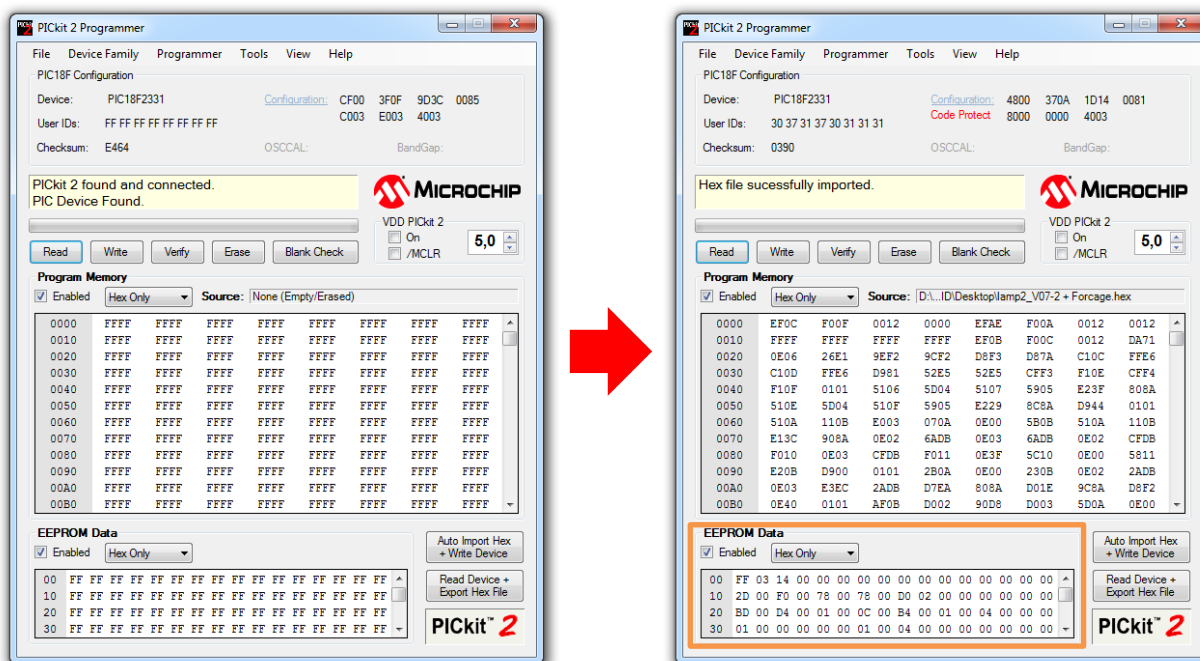 PICkit 2 Programmer
File Device Family Programmer Tools View Help
PIC18F Configuration
Device: PIC18F2331 Configuration: CF00 3F0F 9D3C 0085
C003 E003 4003
User IDs: FF FF FF FF FF FF FF FF
Checksum: E464 OSCCAL: BandGap:
PICkit 2 found and connected.
PIC Device Found.
MICROCHIP
VDD PICkit 2
On
/MCLR
5,0
Read Write Verify Erase Blank Check
Program Memory
Enabled Hex Only Source: None (Empty/Erased)
0000 FFFF FFFF FFFF FFFF FFFF FFFF FFFF FFFF
0010 FFFF FFFF FFFF FFFF FFFF FFFF FFFF FFFF
0020 FFFF FFFF FFFF FFFF FFFF FFFF FFFF FFFF
0030 FFFF FFFF FFFF FFFF FFFF FFFF FFFF FFFF
0040 FFFF FFFF FFFF FFFF FFFF FFFF FFFF FFFF
0050 FFFF FFFF FFFF FFFF FFFF FFFF FFFF FFFF
0060 FFFF FFFF FFFF FFFF FFFF FFFF FFFF FFFF
0070 FFFF FFFF FFFF FFFF FFFF FFFF FFFF FFFF
0080 FFFF FFFF FFFF FFFF FFFF FFFF FFFF FFFF
0090 FFFF FFFF FFFF FFFF FFFF FFFF FFFF FFFF
00A0 FFFF FFFF FFFF FFFF FFFF FFFF FFFF FFFF
00B0 FFFF FFFF FFFF FFFF FFFF FFFF FFFF FFFF
EEPROM Data
Enabled Hex Only
00 FF FF FF FF FF FF FF FF FF FF FF FF FF FF FF FF
10 FF FF FF FF FF FF FF FF FF FF FF FF FF FF FF FF
20 FF FF FF FF FF FF FF FF FF FF FF FF FF FF FF FF
30 FF FF FF FF FF FF FF FF FF FF FF FF FF FF FF FF
Auto Import Hex
+ Write Device
Read Device +
Export Hex File
PICkit™ 2
PICkit 2 Programmer
File Device Family Programmer Tools View Help
PIC18F Configuration
Device: PIC18F2331 Configuration: 4800 370A 1D14 0081
Code Protect 8000 0000 4003
User IDs: 30 37 31 37 30 31 31 31
Checksum: 0390 OSCCAL: BandGap:
Hex file sucessfully imported.
MICROCHIP
VDD PICkit 2
On
/MCLR
5,0
Read Write Verify Erase Blank Check
Program Memory
Enabled Hex Only Source: D:\...ID\Desktop\lamp2_V07-2 + Forcage.hex
0000 EF0C F00F 0012 0000 EFAE F00A 0012 0012
0010 FFFF FFFF FFFF FFFF EF0B F00C 0012 DA71
0020 0E06 26E1 9EF2 9CF2 D8F3 D87A C10C FFE6
0030 C10D FFE6 D981 52E5 52E5 CFF3 F10E CFF4
0040 F10F 0101 5106 5D04 5107 5905 E23F 808A
0050 510E 5D04 510F 5905 E229 8C8A D944 0101
0060 510A 110B E003 070A 0E00 5B0B 510A 110B
0070 E13C 908A 0E02 6ADB 0E03 6ADB 0E02 CFDB
0080 F010 0E03 CFDB F011 0E3F 5C10 0E00 5811
0090 E20B D900 0101 2B0A 0E00 230B 0E02 2ADB
00A0 0E03 E3EC 2ADB D7EA 808A D01E 9C8A D8F2
00B0 0E40 0101 AF0B D002 90D8 D003 5D0A 0E00
EEPROM Data
Enabled Hex Only
00 FF 03 14 00 00 00 00 00 00 00 00 00 00 00 00 00
10 2D 00 F0 00 78 00 78 00 D0 02 00 00 00 00 00 00
20 BD 00 D4 00 01 00 0C 00 B4 00 01 00 04 00 00 00
30 01 00 00 00 00 00 01 00 04 00 00 00 00 00 00 00
Auto Import Hex
+ Write Device
Read Device +
Export Hex File
PICkit™ 2